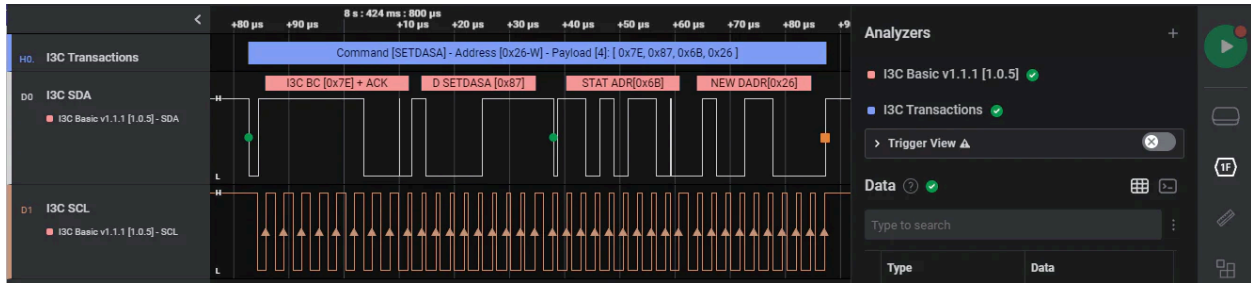 8 s : 424 ms : 800 µs
+80 µs +90 µs +10 µs +20 µs +30 µs +40 µs +50 µs +60 µs +70 µs +80 µs +9
H0. I3C Transactions
Command [SETDASA] - Address [0x26-W] - Payload [4]: [ 0x7E, 0x87, 0x6B, 0x26 ]
I3C BC [0x7E] + ACK D SETDASA [0x87] STAT ADR[0x6B] NEW DADR[0x26]
D0 I3C SDA
H
I3C Basic v1.1.1 [1.0.5] - SDA
L
H
D1 I3C SCL
I3C Basic v1.1.1 [1.0.5] - SCL
L
Analyzers
I3C Basic v1.1.1 [1.0.5]
I3C Transactions
Trigger View
Data
Type to search
Type Data
1F